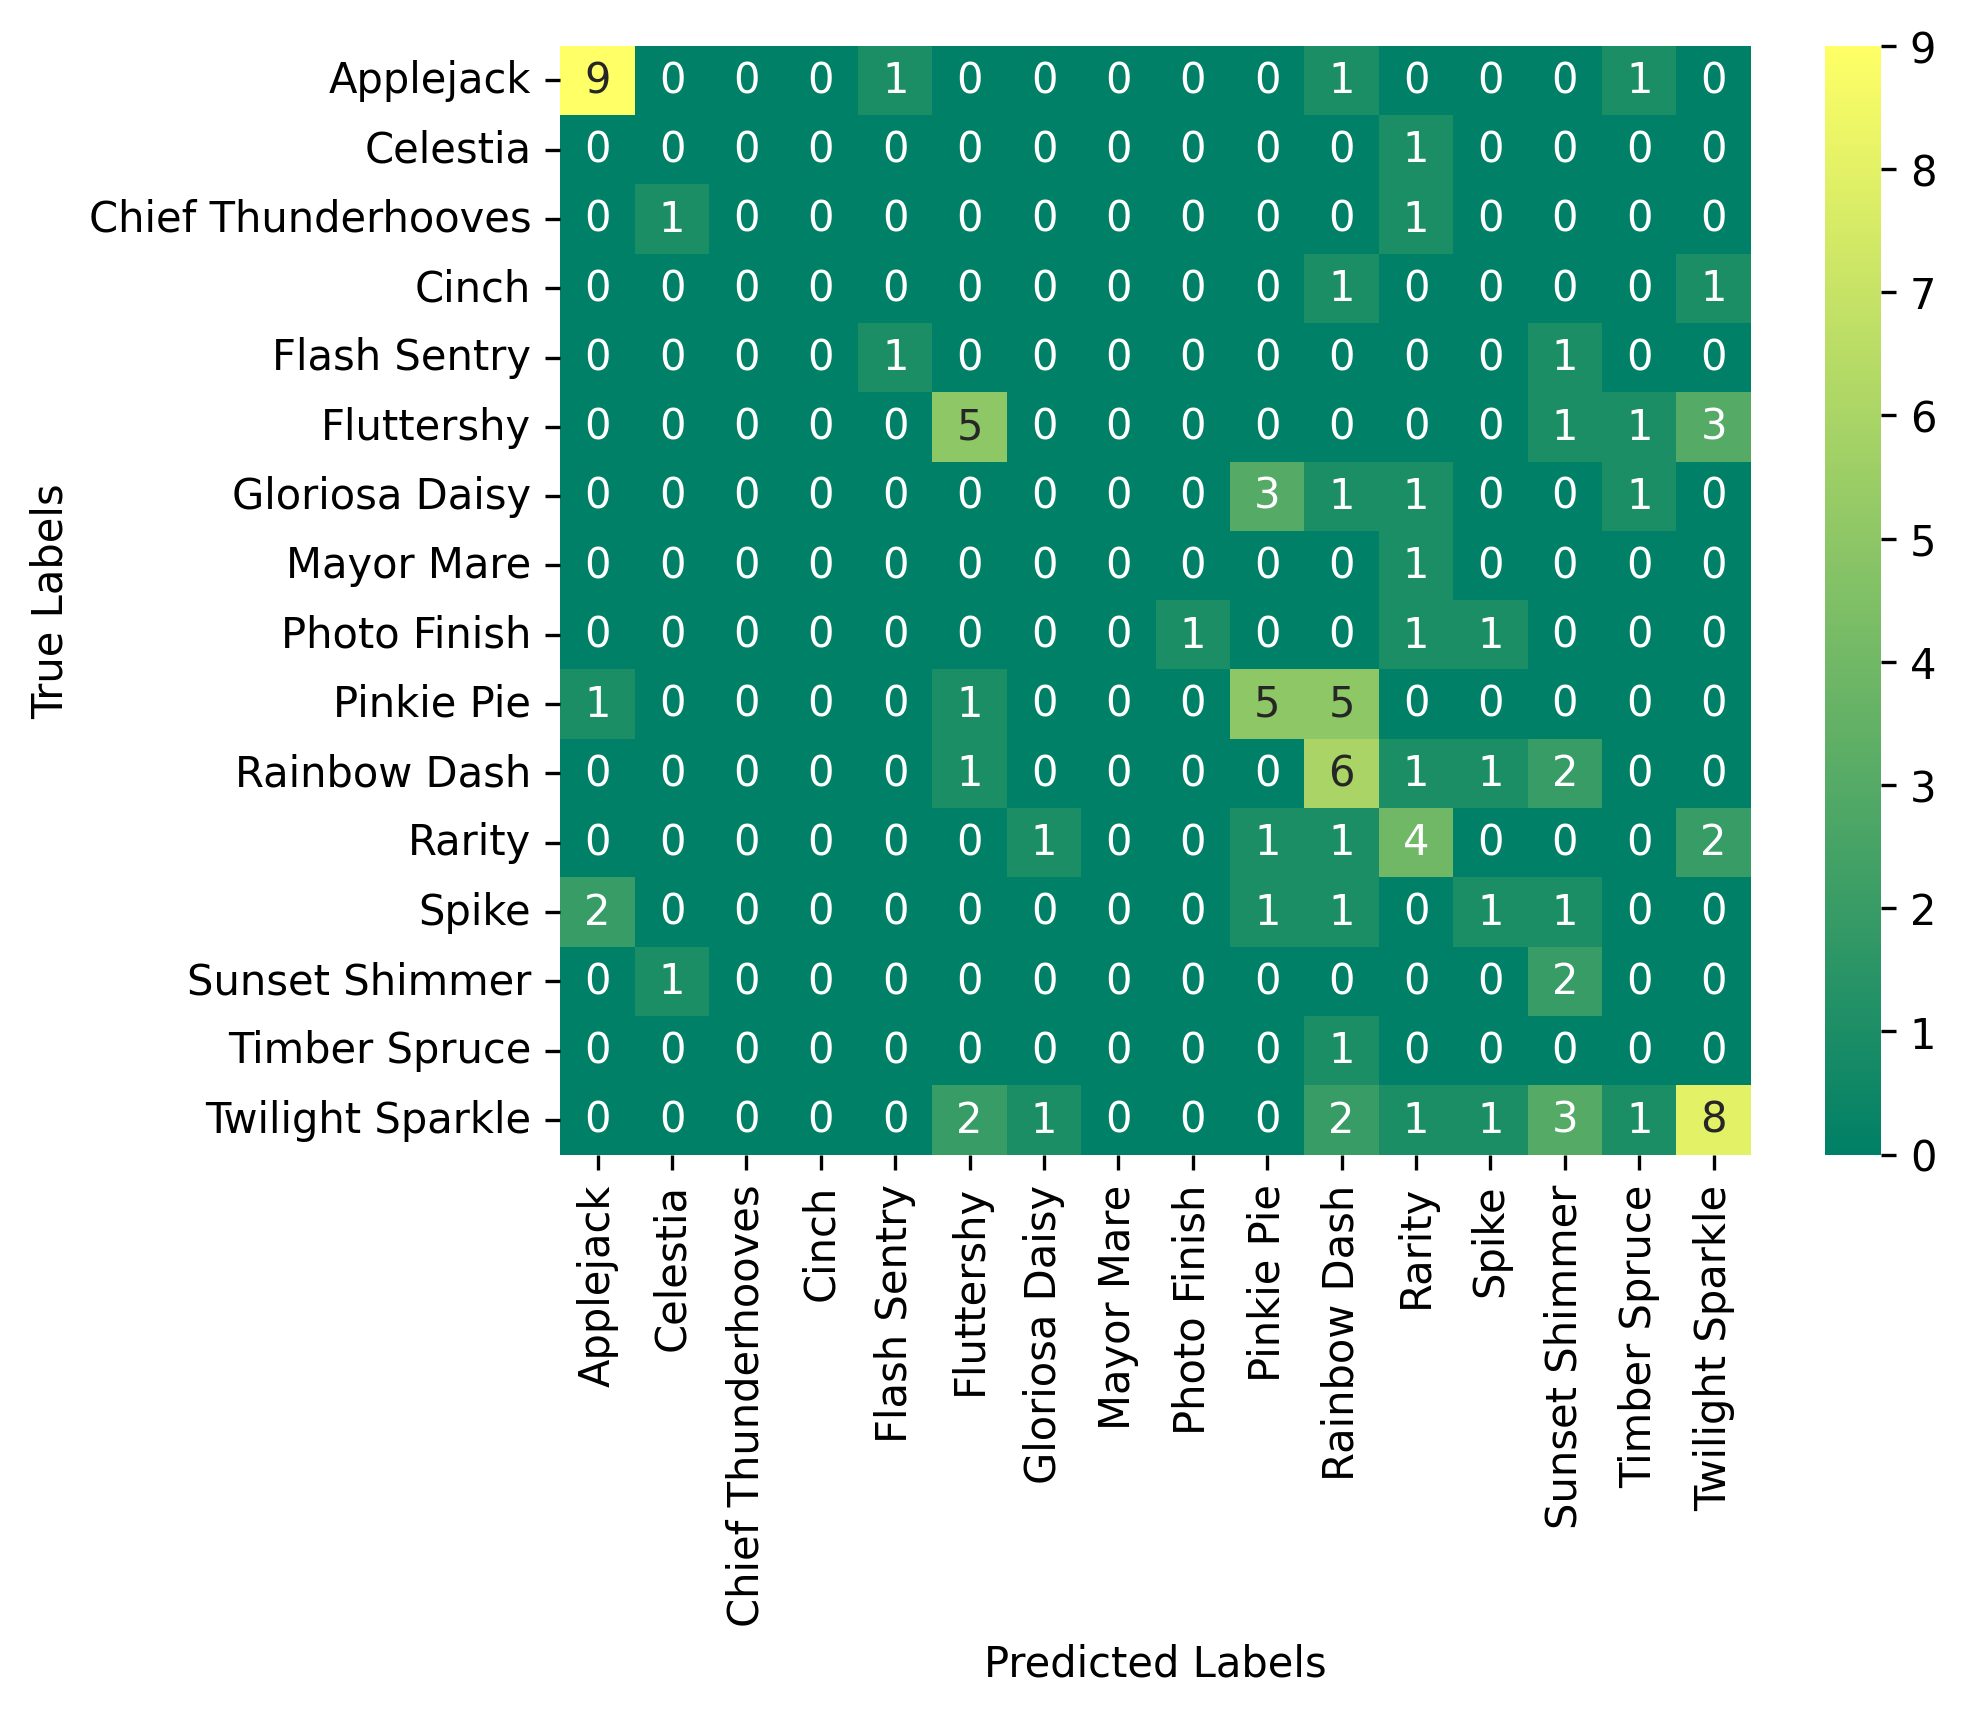 Applejack 9 0 0 0 1 0 0 0 0 0 1 0 0 0 1 0
Celestia 0 0 0 0 0 0 0 0 0 0 0 1 0 0 0 0
Chief Thunderhooves 0 1 0 0 0 0 0 0 0 0 0 1 0 0 0 0
Cinch 0 0 0 0 0 0 0 0 0 0 1 0 0 0 0 1
Flash Sentry 0 0 0 0 1 0 0 0 0 0 0 0 0 1 0 0
Fluttershy 0 0 0 0 0 5 0 0 0 0 0 0 0 1 1 3
Gloriosa Daisy 0 0 0 0 0 0 0 0 0 3 1 1 0 0 1 0
Mayor Mare 0 0 0 0 0 0 0 0 0 0 0 1 0 0 0 0
Photo Finish 0 0 0 0 0 0 0 0 1 0 0 1 1 0 0 0
Pinkie Pie 1 0 0 0 0 1 0 0 0 5 5 0 0 0 0 0
Rainbow Dash 0 0 0 0 0 1 0 0 0 0 6 1 1 2 0 0
Rarity 0 0 0 0 0 0 1 0 0 1 1 4 0 0 0 2
Spike 2 0 0 0 0 0 0 0 0 1 1 0 1 1 0 0
Sunset Shimmer 0 1 0 0 0 0 0 0 0 0 0 0 0 2 0 0
Timber Spruce 0 0 0 0 0 0 0 0 0 0 1 0 0 0 0 0
Twilight Sparkle 0 0 0 0 0 2 1 0 0 0 2 1 1 3 1 8
True Labels
Applejack
Celestia
Chief Thunderhooves
Cinch
Flash Sentry
Fluttershy
Gloriosa Daisy
Mayor Mare
Photo Finish
Pinkie Pie
Rainbow Dash
Rarity
Spike
Sunset Shimmer
Timber Spruce
Twilight Sparkle
Predicted Labels
9
8
7
6
5
4
3
2
1
0